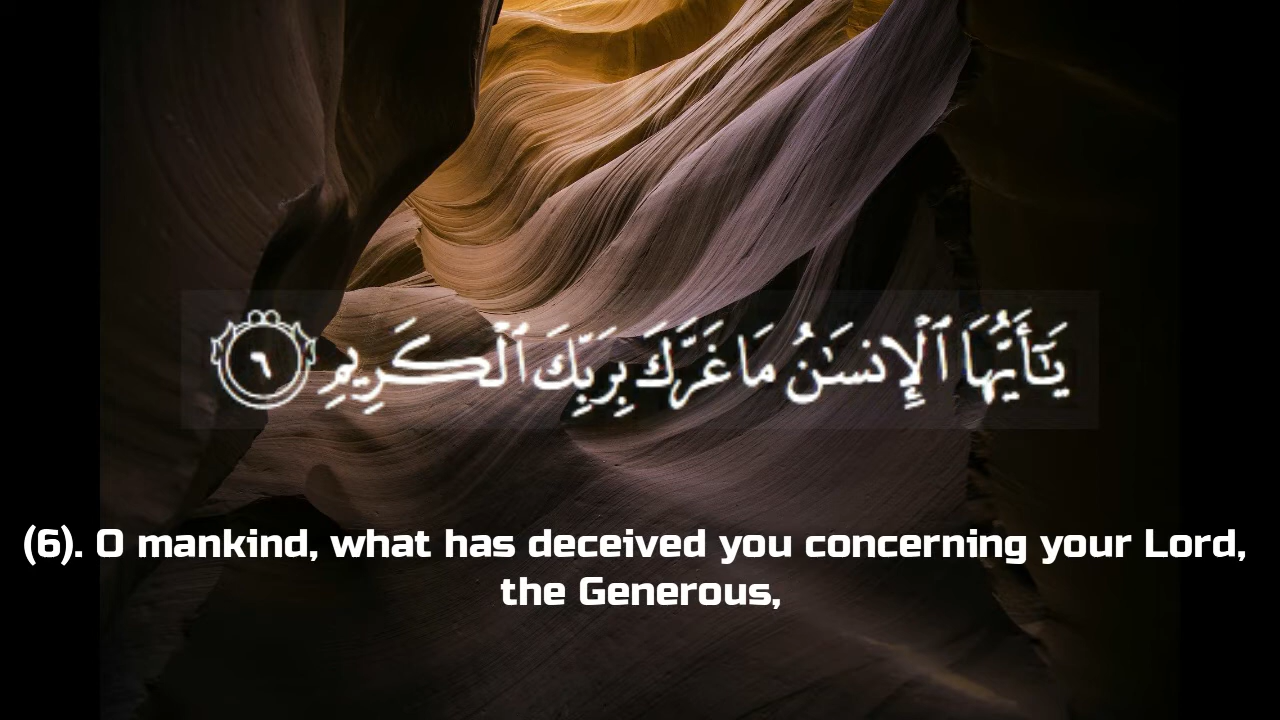 يَـٰٓأَيُّهَا ٱلْإِنسَـٰنُ مَا غَرَّكَ بِرَبِّكَ ٱلْكَرِيمِ ٦
(6). O mankind, what has deceived you concerning your Lord,
the Generous,